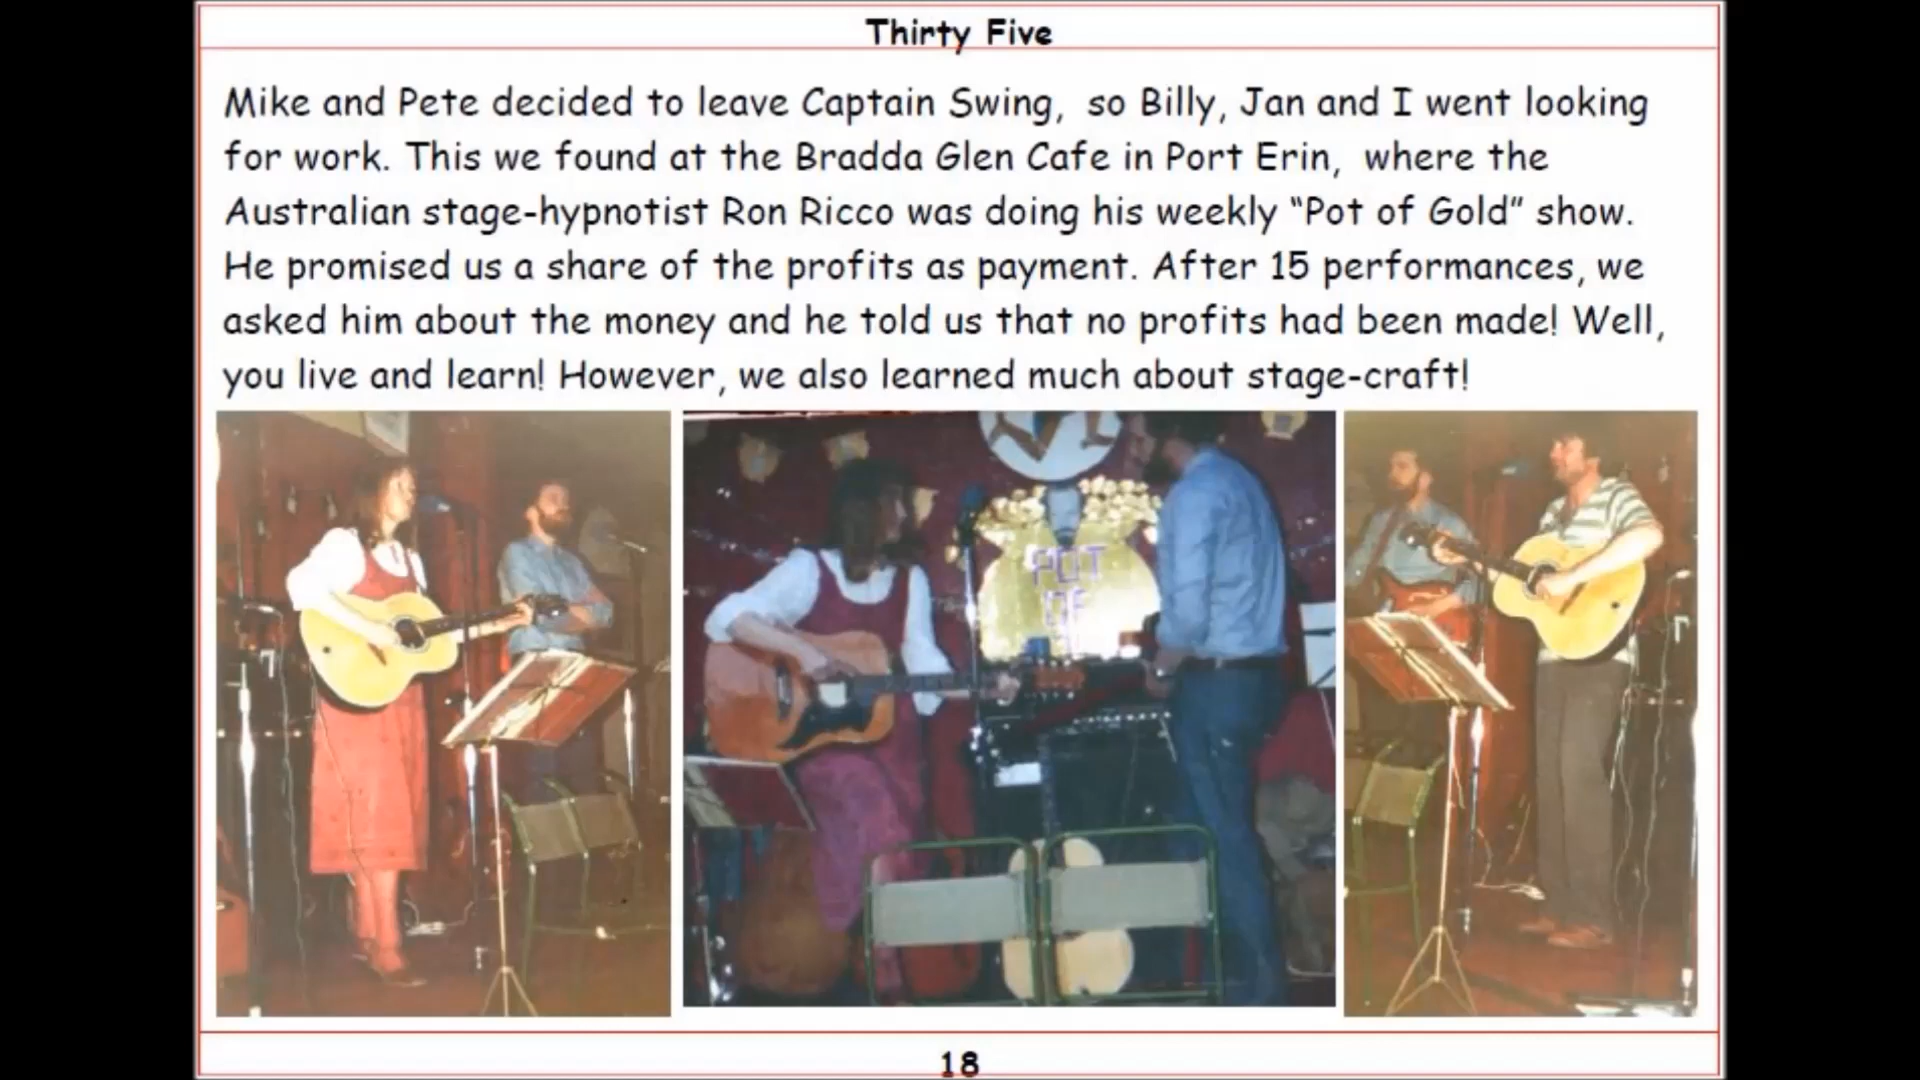 Thirty Five
Mike and Pete decided to leave Captain Swing, so Billy, Jan and I went looking
for work. This we found at the Bradda Glen Cafe in Port Erin, where the
Australian stage-hypnotist Ron Ricco was doing his weekly “Pot of Gold” show.
He promised us a share of the profits as payment. After 15 performances, we
asked him about the money and he told us that no profits had been made! Well,
you live and learn! However, we also learned much about stage-craft!
POT
OF
18